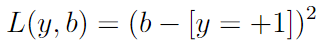 L(y, b) = (b − [y = +1])²